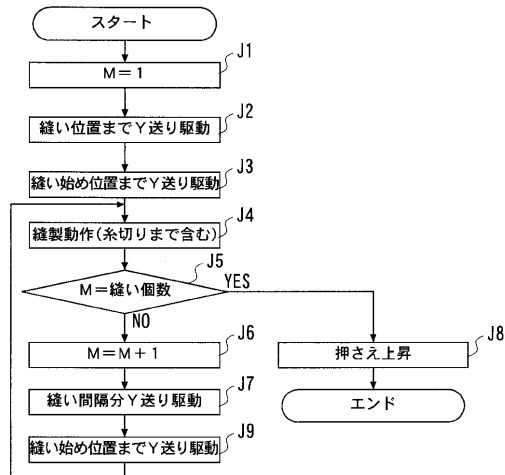 スタート
J1
M＝1
J2
縫い位置までY送り駆動
J3
縫い始め位置までY送り駆動
J4
縫製動作(糸切りまで含む)
J5
M＝縫い個数
YES
NO
J6
M＝M＋1
J8
押さえ上昇
J7
縫い間隔分Y送り駆動
エンド
J9
縫い始め位置までY送り駆動